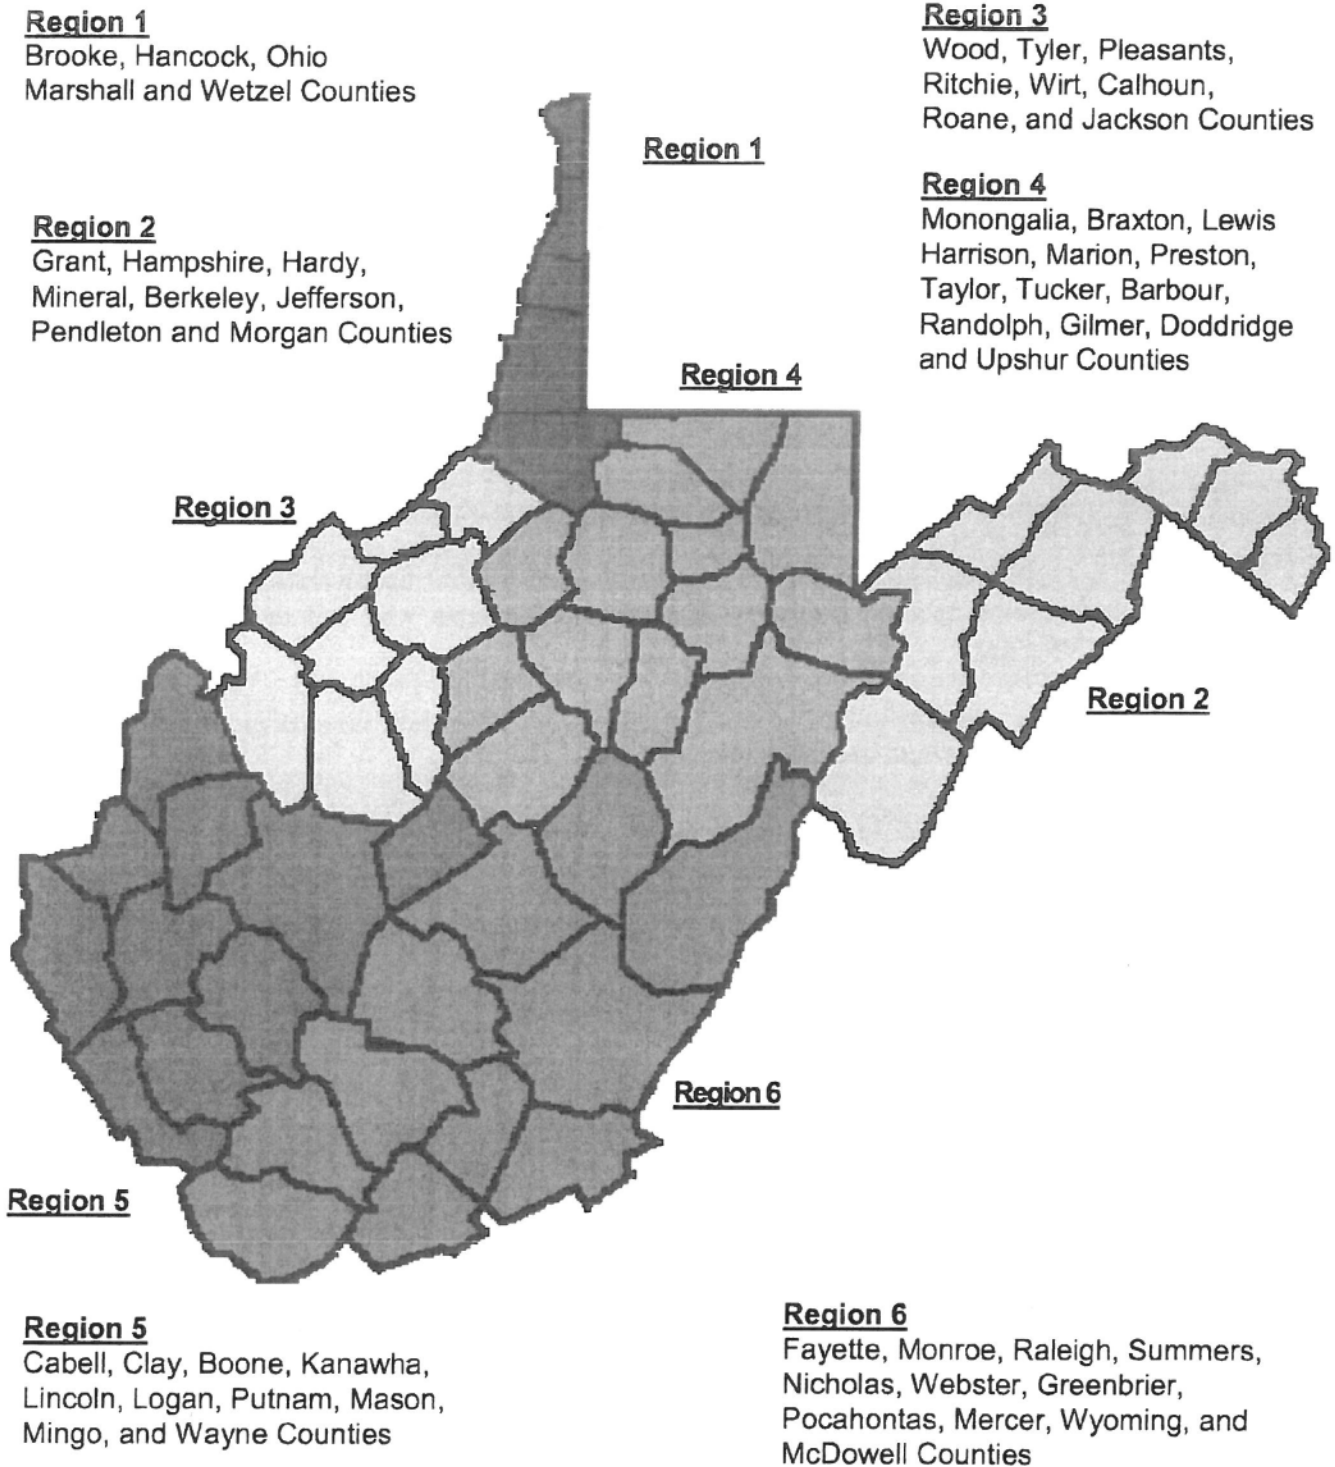 Region 1
Brooke, Hancock, Ohio
Marshall and Wetzel Counties
Region 3
Wood, Tyler, Pleasants,
Ritchie, Wirt, Calhoun,
Roane, and Jackson Counties
Region 1
Region 4
Monongalia, Braxton, Lewis
Harrison, Marion, Preston,
Taylor, Tucker, Barbour,
Randolph, Gilmer, Doddridge
and Upshur Counties
Region 2
Grant, Hampshire, Hardy,
Mineral, Berkeley, Jefferson,
Pendleton and Morgan Counties
Region 4
Region 3
Region 2
Region 6
Region 5
Region 5
Cabell, Clay, Boone, Kanawha,
Lincoln, Logan, Putnam, Mason,
Mingo, and Wayne Counties
Region 6
Fayette, Monroe, Raleigh, Summers,
Nicholas, Webster, Greenbrier,
Pocahontas, Mercer, Wyoming, and
McDowell Counties